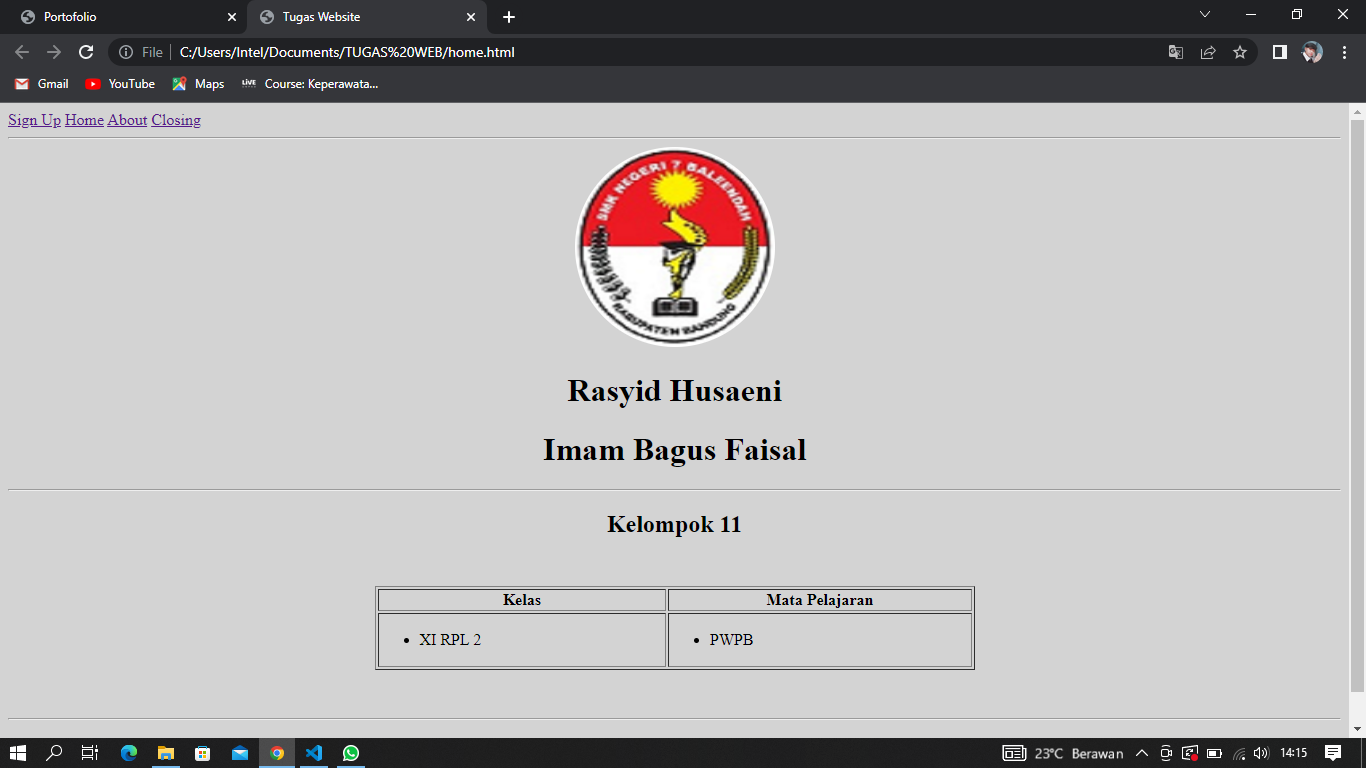 Portofolio
Tugas Website
File
C:/Users/Intel/Documents/TUGAS%20WEB/home.html
Gmail
YouTube
Maps
LIVE
Course: Keperawata...
Sign Up Home About Closing
SMK NEGERI 7 BALEENDAH
KABUPATEN BANDUNG
Rasyid Husaeni
Imam Bagus Faisal
Kelompok 11
Kelas Mata Pelajaran
• XI RPL 2 • PWPB
23°C Berawan
14:15